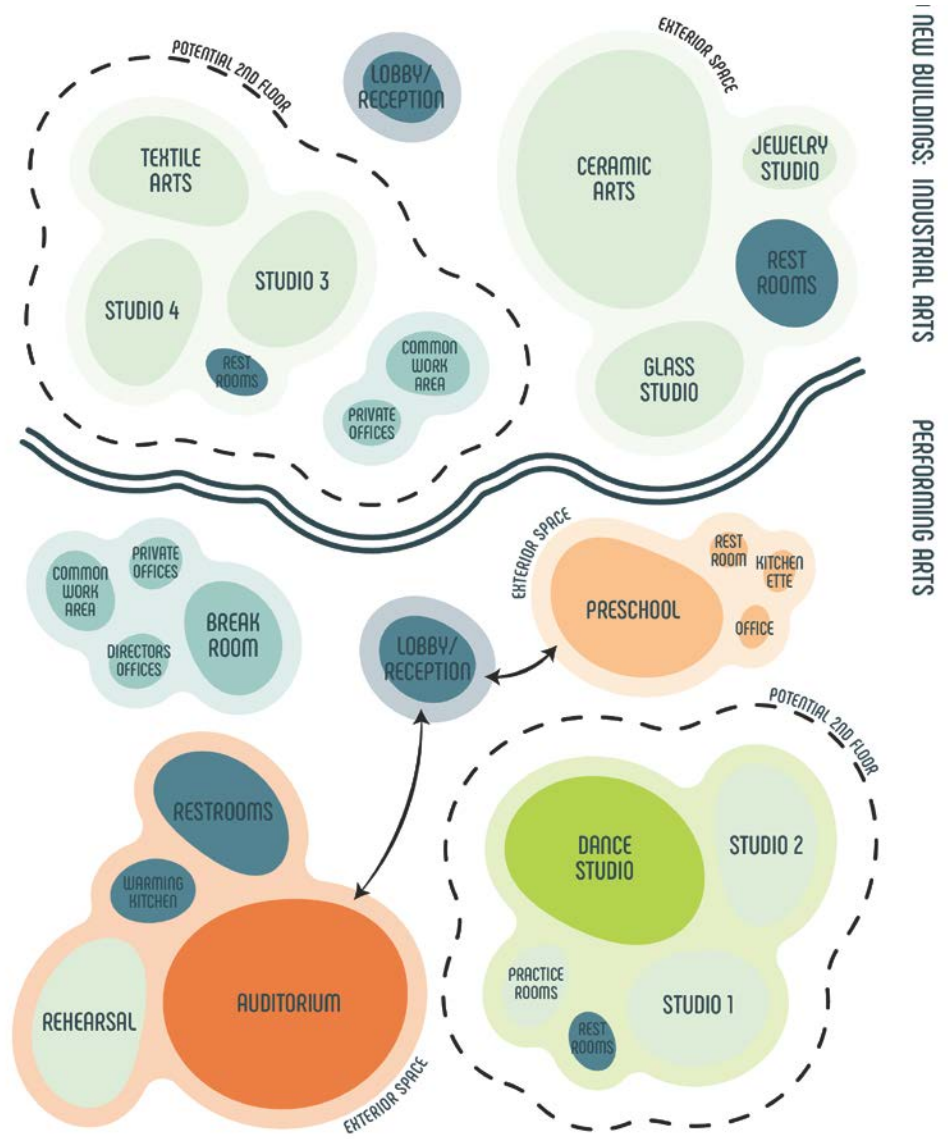 POTENTIAL 2ND FLOOR
LOBBY/
RECEPTION
EXTERIOR SPACE
TEXTILE
ARTS
CERAMIC
ARTS
JEWELRY
STUDIO
STUDIO 3
STUDIO 4
REST
ROOMS
REST
ROOMS
COMMON
WORK
AREA
PRIVATE
OFFICES
GLASS
STUDIO
NEW BUILDINGS: INDUSTRIAL ARTS
PERFORMING ARTS
PRIVATE
OFFICES
COMMON
WORK
AREA
BREAK
ROOM
DIRECTORS
OFFICES
LOBBY/
RECEPTION
EXTERIOR SPACE
PRESCHOOL
REST
ROOM
KITCHEN
ETTE
OFFICE
POTENTIAL 2ND FLOOR
RESTROOMS
WARMING
KITCHEN
REHEARSAL
AUDITORIUM
EXTERIOR SPACE
DANCE
STUDIO
STUDIO 2
PRACTICE
ROOMS
STUDIO 1
REST
ROOMS